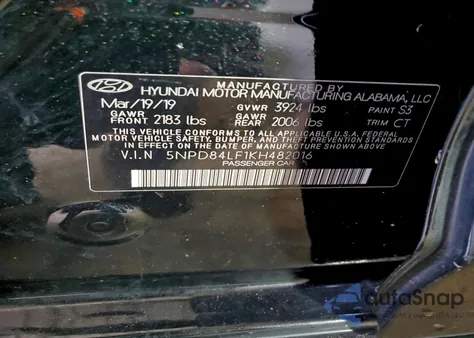 MANUFACTURED BY
HYUNDAI MOTOR MANUFACTURING ALABAMA, LLC
Mar/19/19 GVWR 3924 lbs PAINT S3
GAWR FRONT 2183 lbs GAWR REAR 2006 lbs TRIM CT
THIS VEHICLE CONFORMS TO ALL APPLICABLE U.S. FEDERAL MOTOR
VEHICLE SAFETY, BUMPER, AND THEFT PREVENTION STANDARDS
IN EFFECT ON THE DATE OF MANUFACTURE SHOWN ABOVE.
V.I.N 5NPD84LF1KH482016
PASSENGER CAR
autoSnap